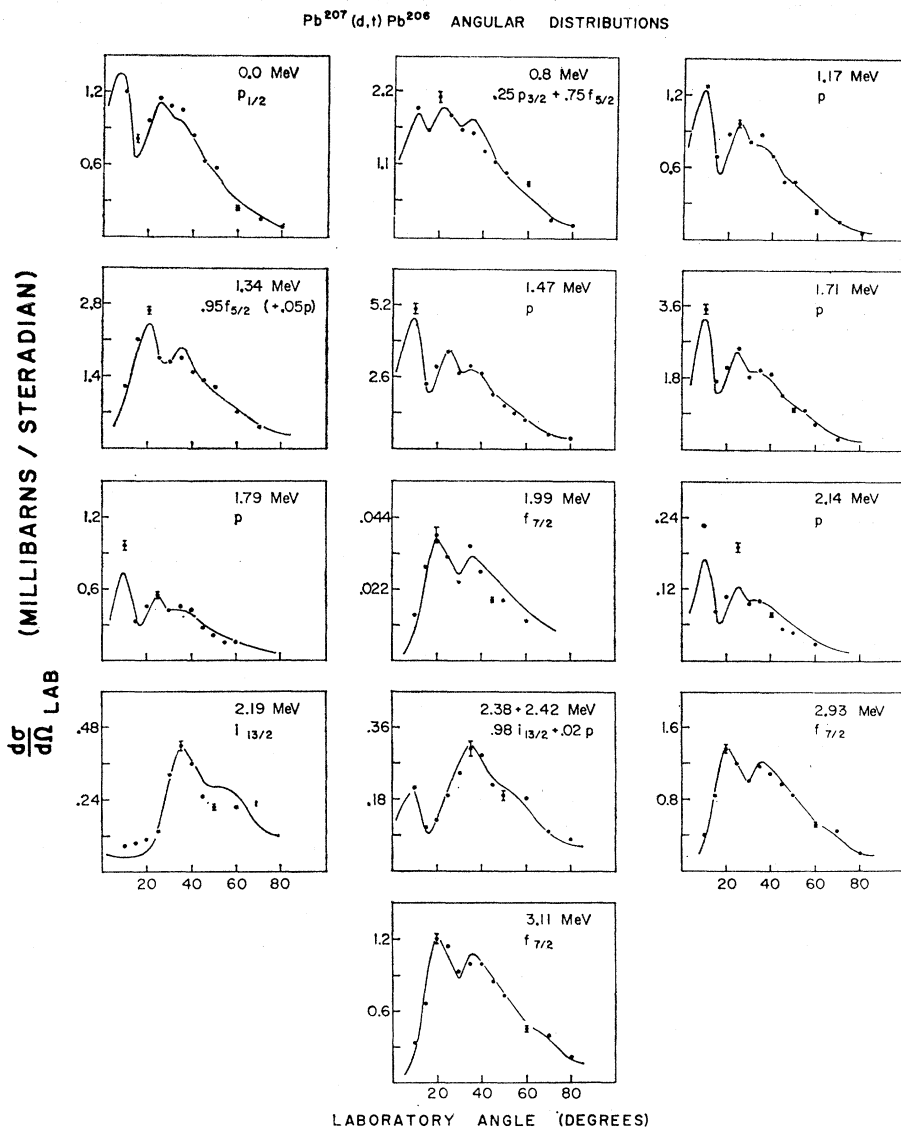 Pb²⁰⁷(d,t)Pb²⁰⁶ ANGULAR DISTRIBUTIONS
0.0 MeV
p1/2
1.2
0.6
0.8 MeV
.25 p3/2 + .75 f5/2
2.2
1.1
1.17 MeV
p
1.2
0.6
1.34 MeV
.95f5/2 (+.05p)
2.8
1.4
1.47 MeV
p
5.2
2.6
1.71 MeV
p
3.6
1.8
1.79 MeV
p
1.2
0.6
1.99 MeV
f7/2
.044
.022
2.14 MeV
p
.24
.12
2.19 MeV
i 13/2
.48
.24
20 40 60 80
2.38 + 2.42 MeV
.98 i13/2 +.02 p
.36
.18
2.93 MeV
f7/2
1.6
0.8
20 40 60 80
3.11 MeV
f7/2
1.2
0.6
20 40 60 80
LABORATORY ANGLE (DEGREES)
dσ/dΩ LAB (MILLIBARNS / STERADIAN)